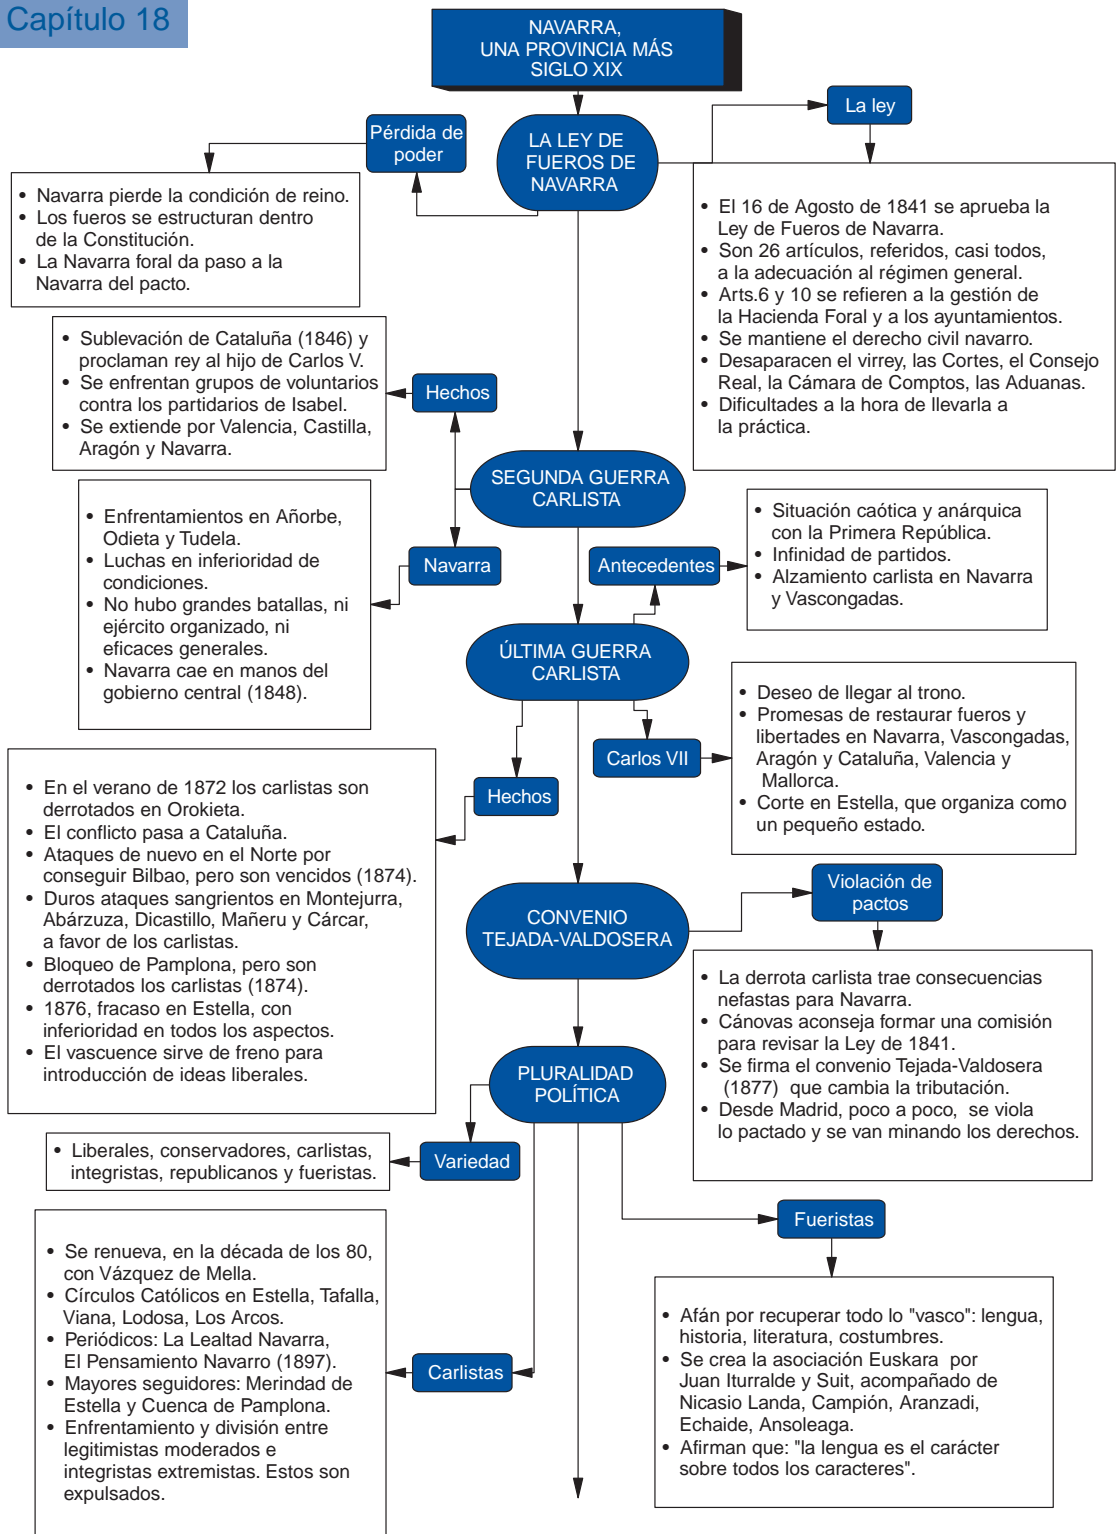 Capítulo 18
NAVARRA,
UNA PROVINCIA MÁS
SIGLO XIX
La ley
Pérdida de
poder
LA LEY DE
FUEROS DE
NAVARRA
• Navarra pierde la condición de reino.
• Los fueros se estructuran dentro
de la Constitución.
• La Navarra foral da paso a la
Navarra del pacto.
• El 16 de Agosto de 1841 se aprueba la
Ley de Fueros de Navarra.
• Son 26 artículos, referidos, casi todos,
a la adecuación al régimen general.
• Arts.6 y 10 se refieren a la gestión de
la Hacienda Foral y a los ayuntamientos.
• Se mantiene el derecho civil navarro.
• Desaparacen el virrey, las Cortes, el Consejo
Real, la Cámara de Comptos, las Aduanas.
• Dificultades a la hora de llevarla a
la práctica.
• Sublevación de Cataluña (1846) y
proclaman rey al hijo de Carlos V.
• Se enfrentan grupos de voluntarios
contra los partidarios de Isabel.
• Se extiende por Valencia, Castilla,
Aragón y Navarra.
Hechos
SEGUNDA GUERRA
CARLISTA
• Enfrentamientos en Añorbe,
Odieta y Tudela.
• Luchas en inferioridad de
condiciones.
• No hubo grandes batallas, ni
ejército organizado, ni
eficaces generales.
• Navarra cae en manos del
gobierno central (1848).
Navarra
Antecedentes
• Situación caótica y anárquica
con la Primera República.
• Infinidad de partidos.
• Alzamiento carlista en Navarra
y Vascongadas.
ÚLTIMA GUERRA
CARLISTA
Carlos VII
• Deseo de llegar al trono.
• Promesas de restaurar fueros y
libertades en Navarra, Vascongadas,
Aragón y Cataluña, Valencia y
Mallorca.
• Corte en Estella, que organiza como
un pequeño estado.
Hechos
• En el verano de 1872 los carlistas son
derrotados en Orokieta.
• El conflicto pasa a Cataluña.
• Ataques de nuevo en el Norte por
conseguir Bilbao, pero son vencidos (1874).
• Duros ataques sangrientos en Montejurra,
Abárzuza, Dicastillo, Mañeru y Cárcar,
a favor de los carlistas.
• Bloqueo de Pamplona, pero son
derrotados los carlistas (1874).
• 1876, fracaso en Estella, con
inferioridad en todos los aspectos.
• El vascuence sirve de freno para
introducción de ideas liberales.
CONVENIO
TEJADA-VALDOSERA
Violación de
pactos
• La derrota carlista trae consecuencias
nefastas para Navarra.
• Cánovas aconseja formar una comisión
para revisar la Ley de 1841.
• Se firma el convenio Tejada-Valdosera
(1877) que cambia la tributación.
• Desde Madrid, poco a poco, se viola
lo pactado y se van minando los derechos.
PLURALIDAD
POLÍTICA
• Liberales, conservadores, carlistas,
integristas, republicanos y fueristas.
Variedad
Fueristas
• Se renueva, en la década de los 80,
con Vázquez de Mella.
• Círculos Católicos en Estella, Tafalla,
Viana, Lodosa, Los Arcos.
• Periódicos: La Lealtad Navarra,
El Pensamiento Navarro (1897).
• Mayores seguidores: Merindad de
Estella y Cuenca de Pamplona.
• Enfrentamiento y división entre
legitimistas moderados e
integristas extremistas. Estos son
expulsados.
Carlistas
• Afán por recuperar todo lo "vasco": lengua,
historia, literatura, costumbres.
• Se crea la asociación Euskara por
Juan Iturralde y Suit, acompañado de
Nicasio Landa, Campión, Aranzadi,
Echaide, Ansoleaga.
• Afirman que: "la lengua es el carácter
sobre todos los caracteres".